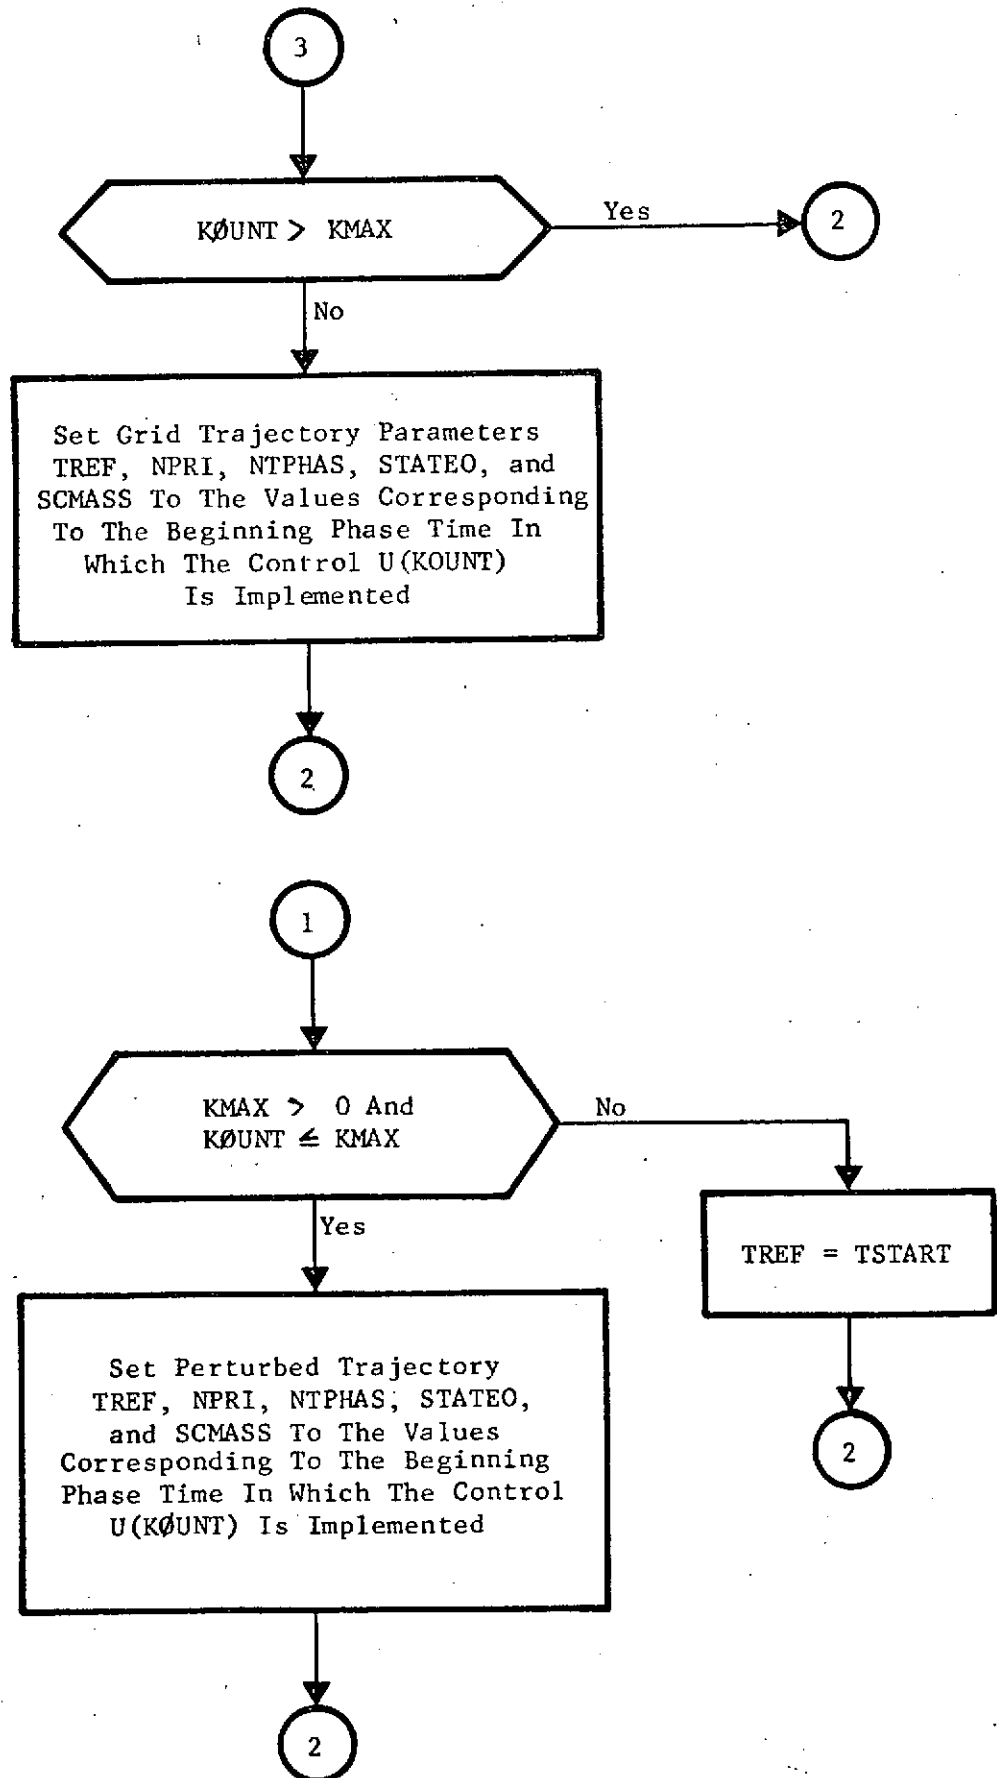 3
KØUNT > KMAX
Yes
2
No
Set Grid Trajectory Parameters
TREF, NPRI, NTPHAS, STATEO, and
SCMASS To The Values Corresponding
To The Beginning Phase Time In
Which The Control U(KOUNT)
Is Implemented
2
1
KMAX > 0 And
KØUNT ≤ KMAX
No
Yes
TREF = TSTART
Set Perturbed Trajectory
TREF, NPRI, NTPHAS, STATEO,
and SCMASS To The Values
Corresponding To The Beginning
Phase Time In Which The Control
U(KØUNT) Is Implemented
2
2